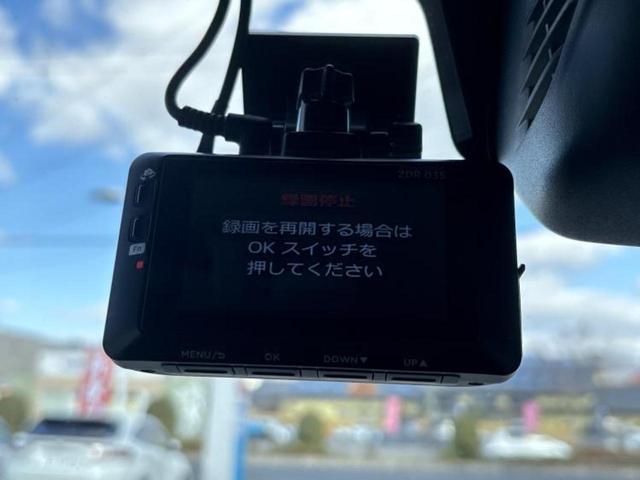 ZDR 035
録画停止
録画を再開する場合は
OK スイッチを
押してください
Fn
MENU/⮌ OK DOWN▼ UP▲